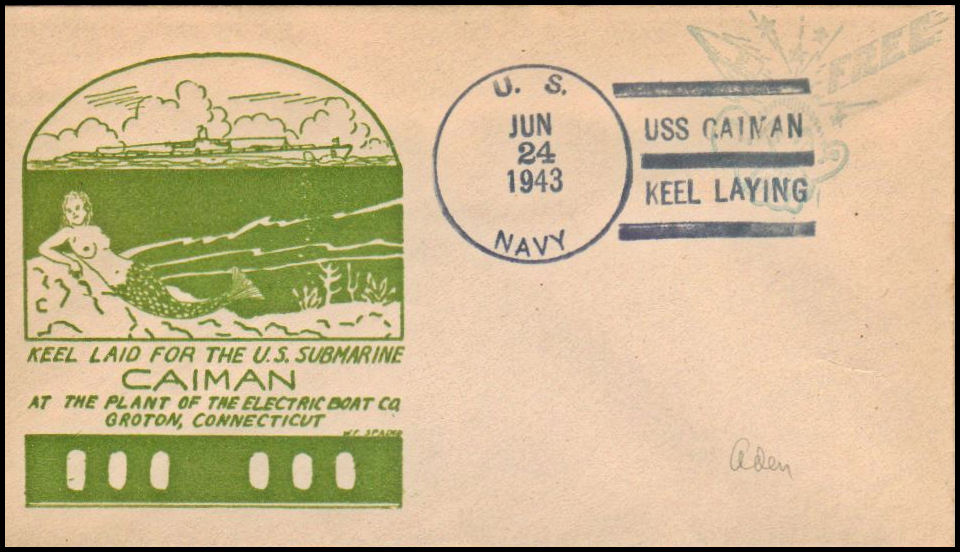 FREE
U. S.
JUN
24
1943
NAVY
USS CAIMAN
KEEL LAYING
KEEL LAID FOR THE U.S. SUBMARINE
CAIMAN
AT THE PLANT OF THE ELECTRIC BOAT CO.
GROTON, CONNECTICUT
Aden